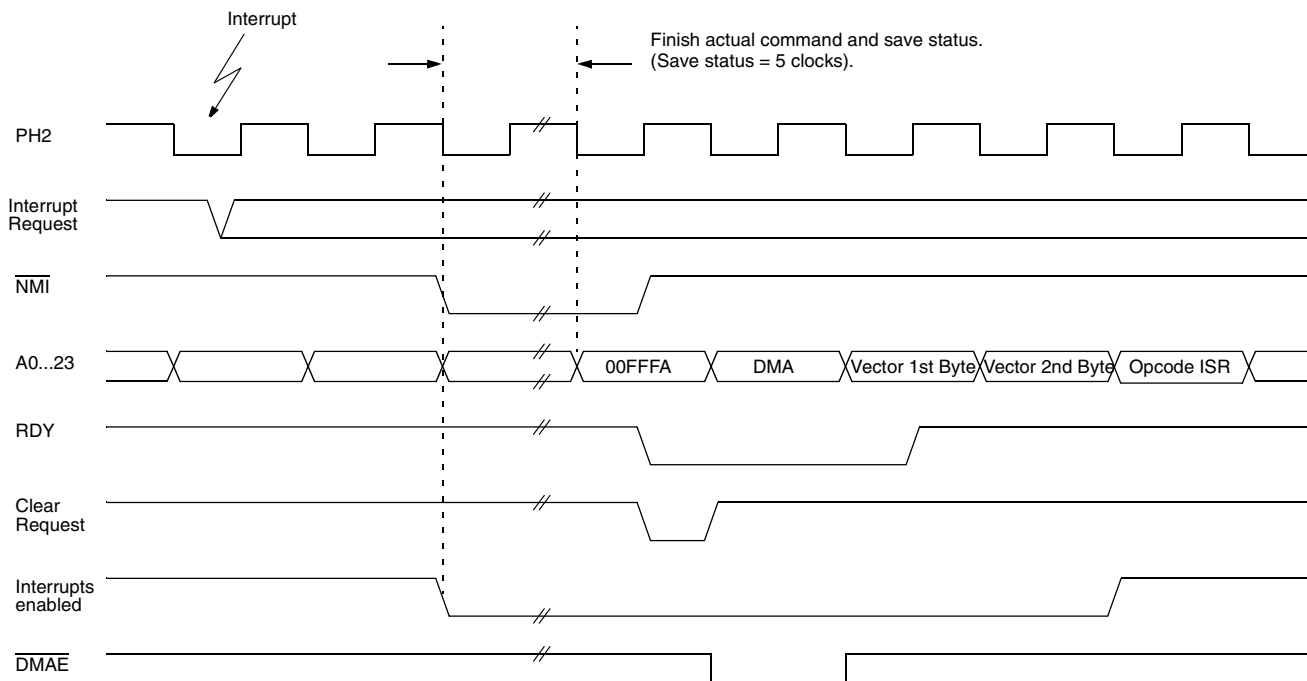 Interrupt
Finish actual command and save status.
(Save status = 5 clocks).
PH2
Interrupt
Request
NMI
A0...23
00FFFA
DMA
Vector 1st Byte
Vector 2nd Byte
Opcode ISR
RDY
Clear
Request
Interrupts
enabled
DMAE